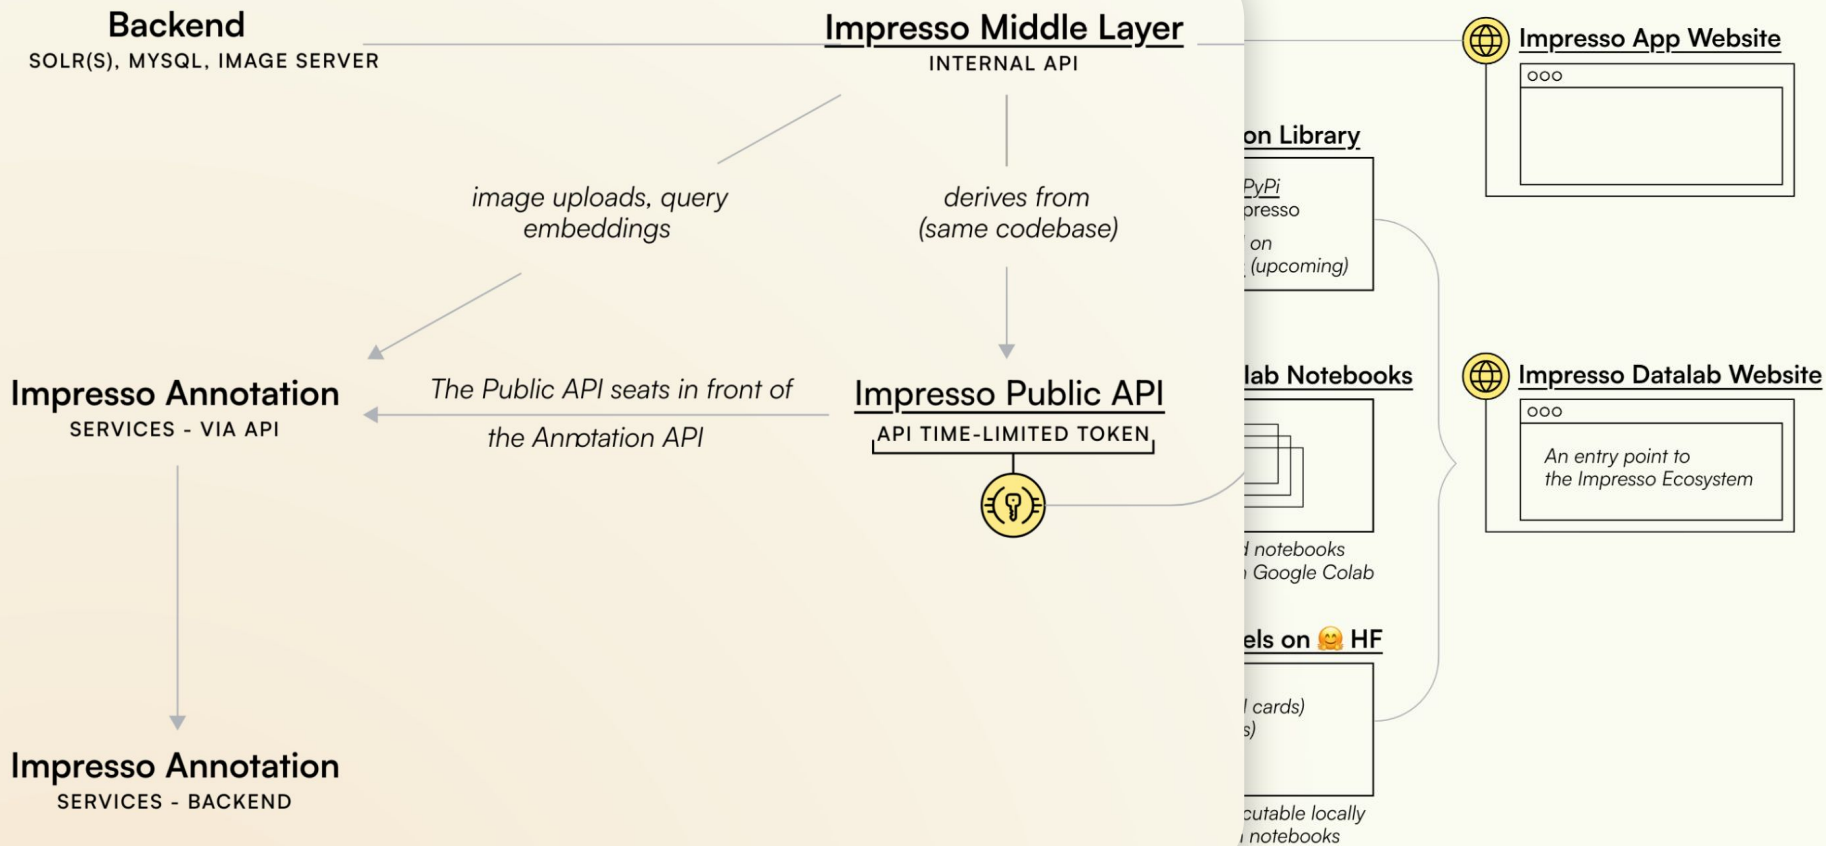 Backend
SOLR(S), MYSQL, IMAGE SERVER
Impresso Middle Layer
INTERNAL API
image uploads, query
embeddings
derives from
(same codebase)
Impresso Annotation
SERVICES - VIA API
The Public API seats in front of
the Annotation API
Impresso Public API
API TIME-LIMITED TOKEN
Impresso Annotation
SERVICES - BACKEND
on Library
PyPi
presso
on
(upcoming)
lab Notebooks
d notebooks
Google Colab
els on 🤗 HF
cards)
s)
cutable locally
notebooks
Impresso App Website
Impresso Datalab Website
An entry point to
the Impresso Ecosystem